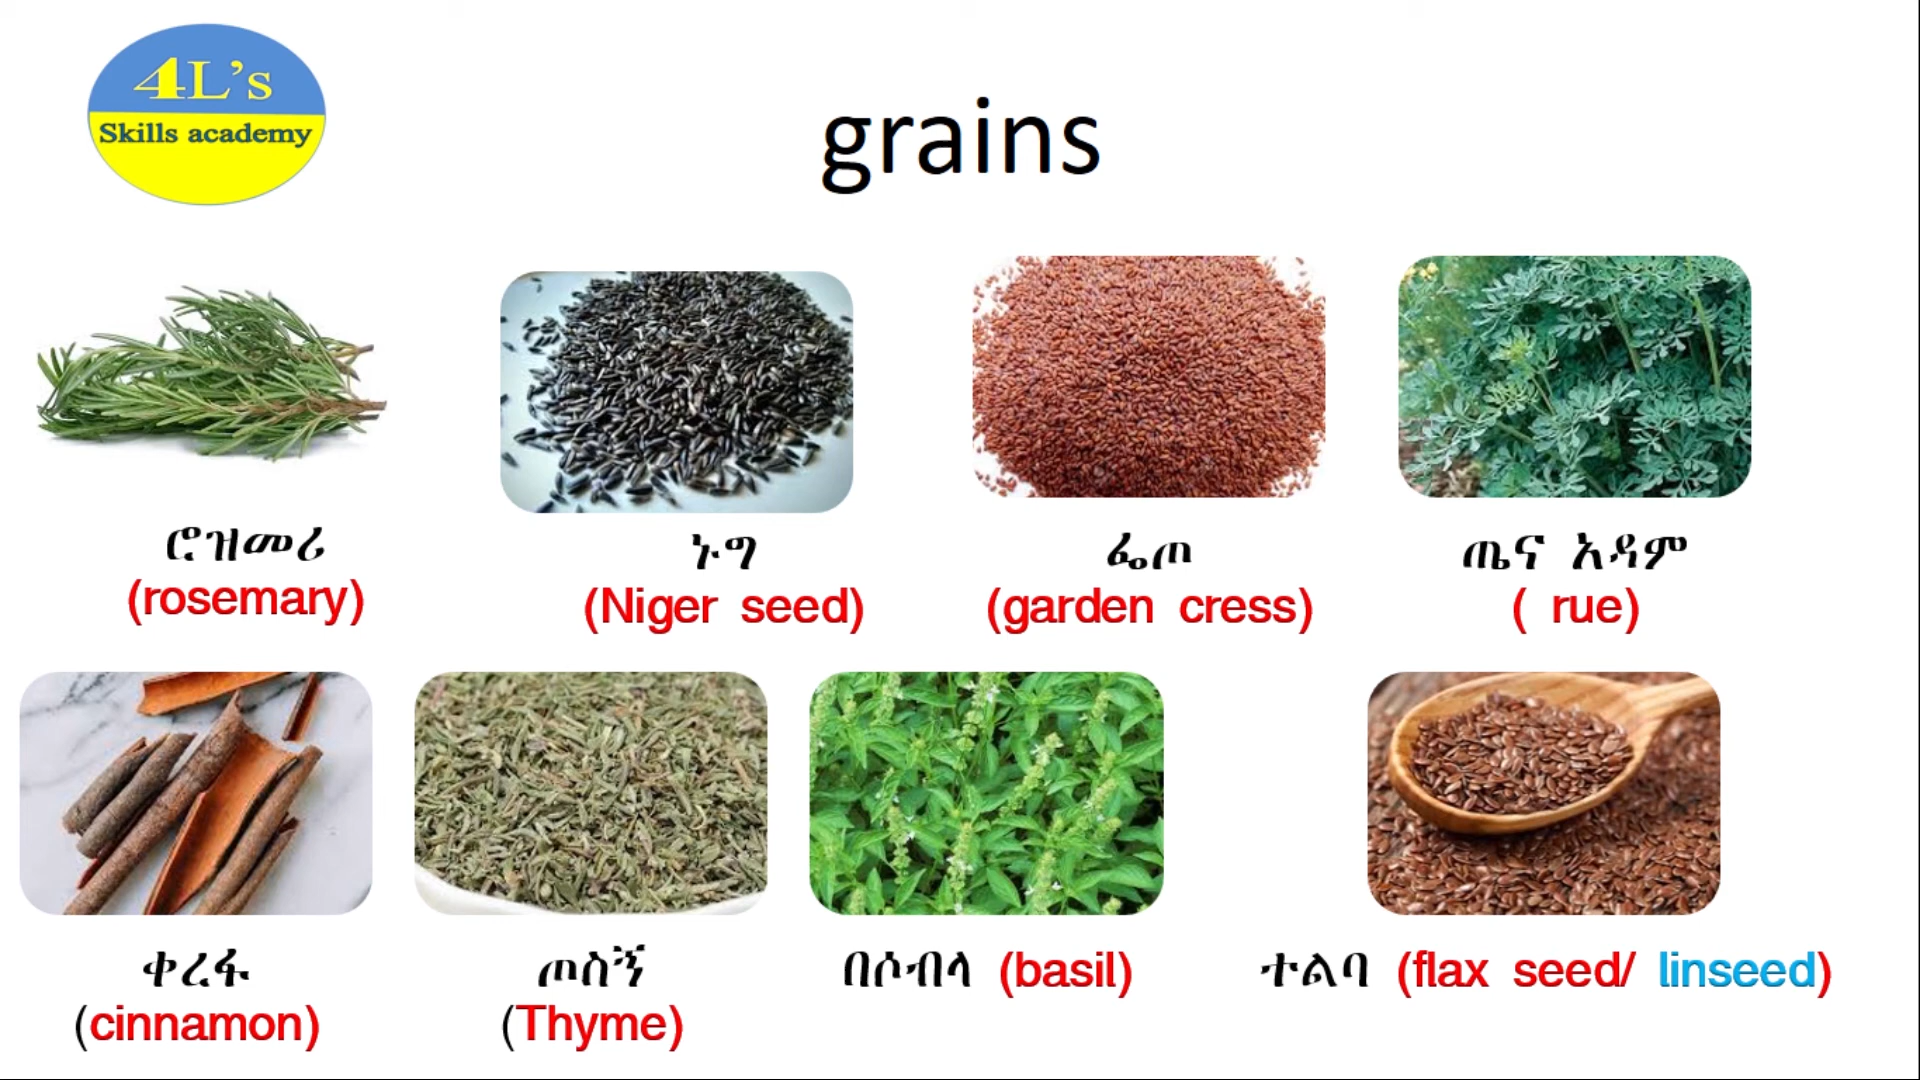 4L's
Skills academy
grains
ሮዝመሪ
(rosemary)
ኑግ
(Niger seed)
ፌጦ
(garden cress)
ጤና አዳም
( rue)
ቀረፋ
(cinnamon)
ጦስኝ
(Thyme)
በሶብላ (basil)
ተልባ (flax seed/ linseed)